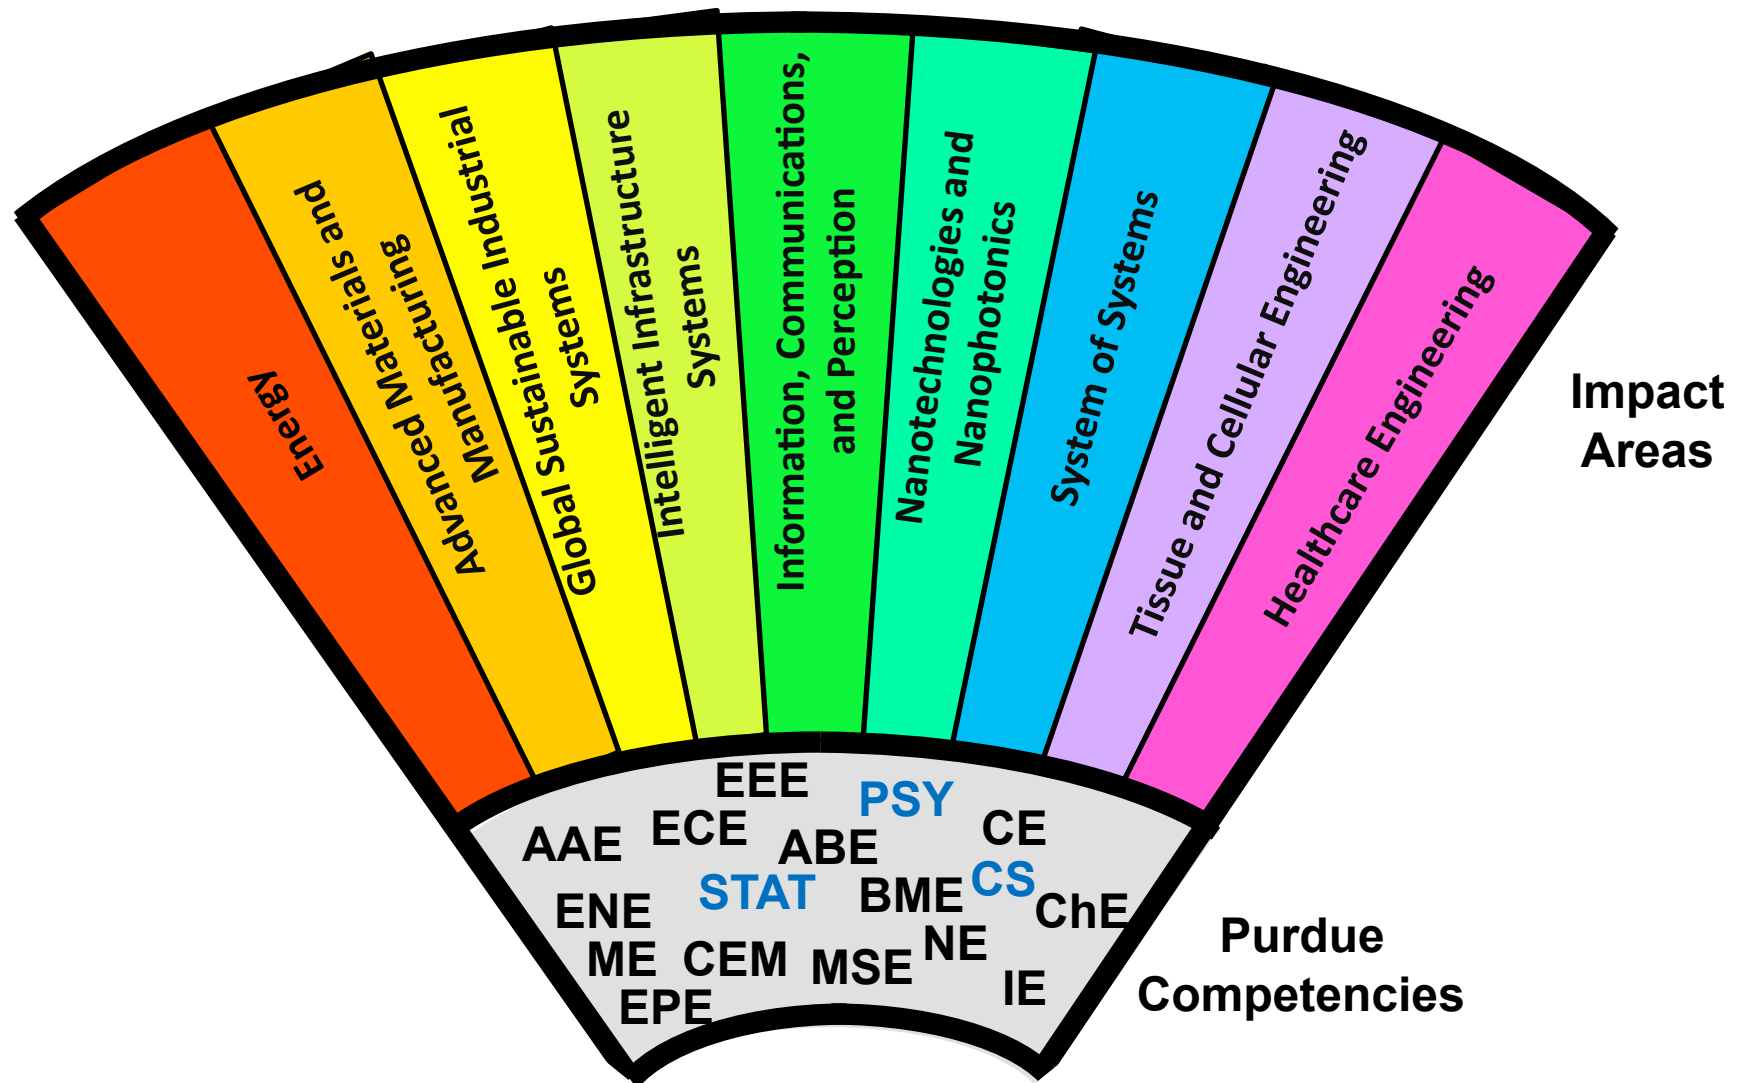 Energy
Advanced Materials and
Manufacturing
Global Sustainable Industrial
Systems
Intelligent Infrastructure
Systems
Information, Communications,
and Perception
Nanotechnologies and
Nanophotonics
System of Systems
Tissue and Cellular Engineering
Healthcare Engineering
Impact
Areas
EEE
PSY
AAE
ECE
ABE
CE
STAT
BME
CS
ENE
ChE
ME
CEM
MSE
NE
EPE
IE
Purdue
Competencies